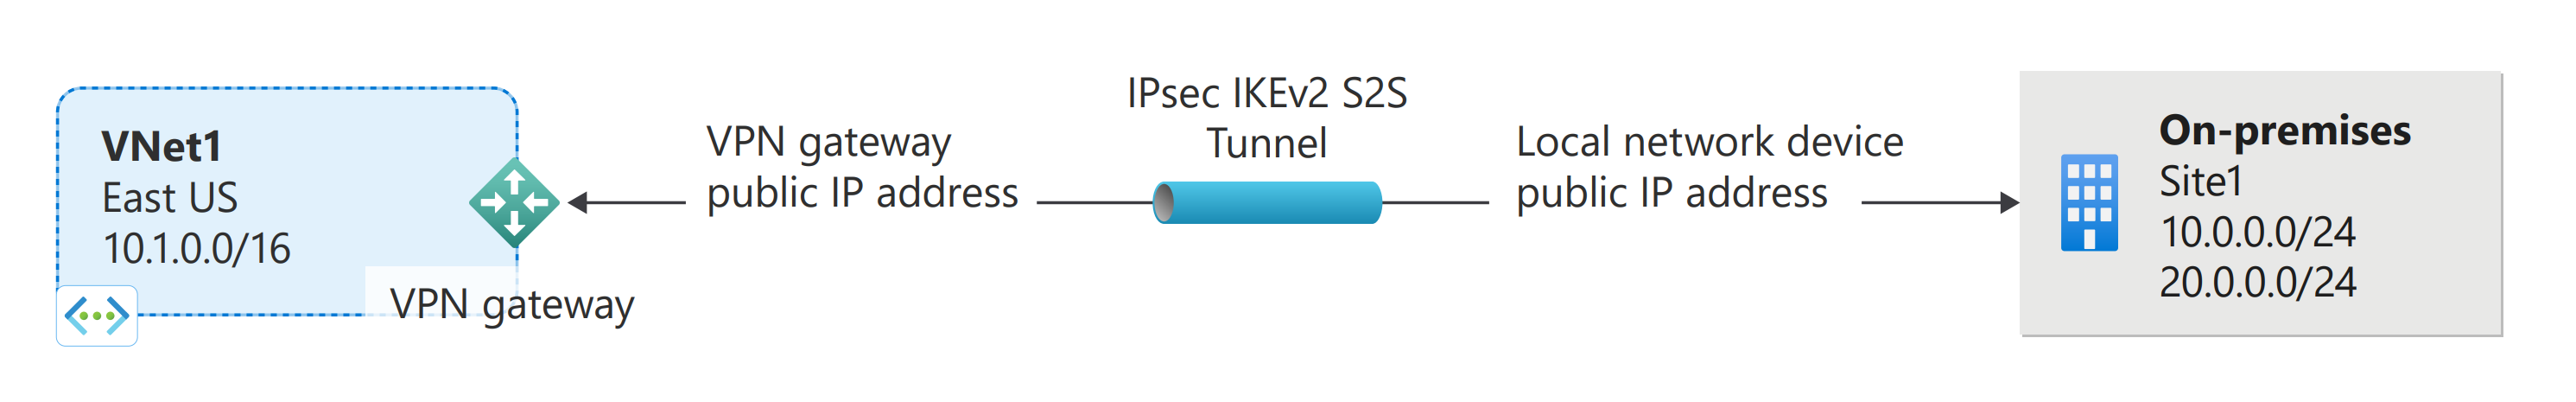 VNet1
East US
10.1.0.0/16
VPN gateway
VPN gateway
public IP address
IPsec IKEv2 S2S
Tunnel
Local network device
public IP address
On-premises
Site1
10.0.0.0/24
20.0.0.0/24